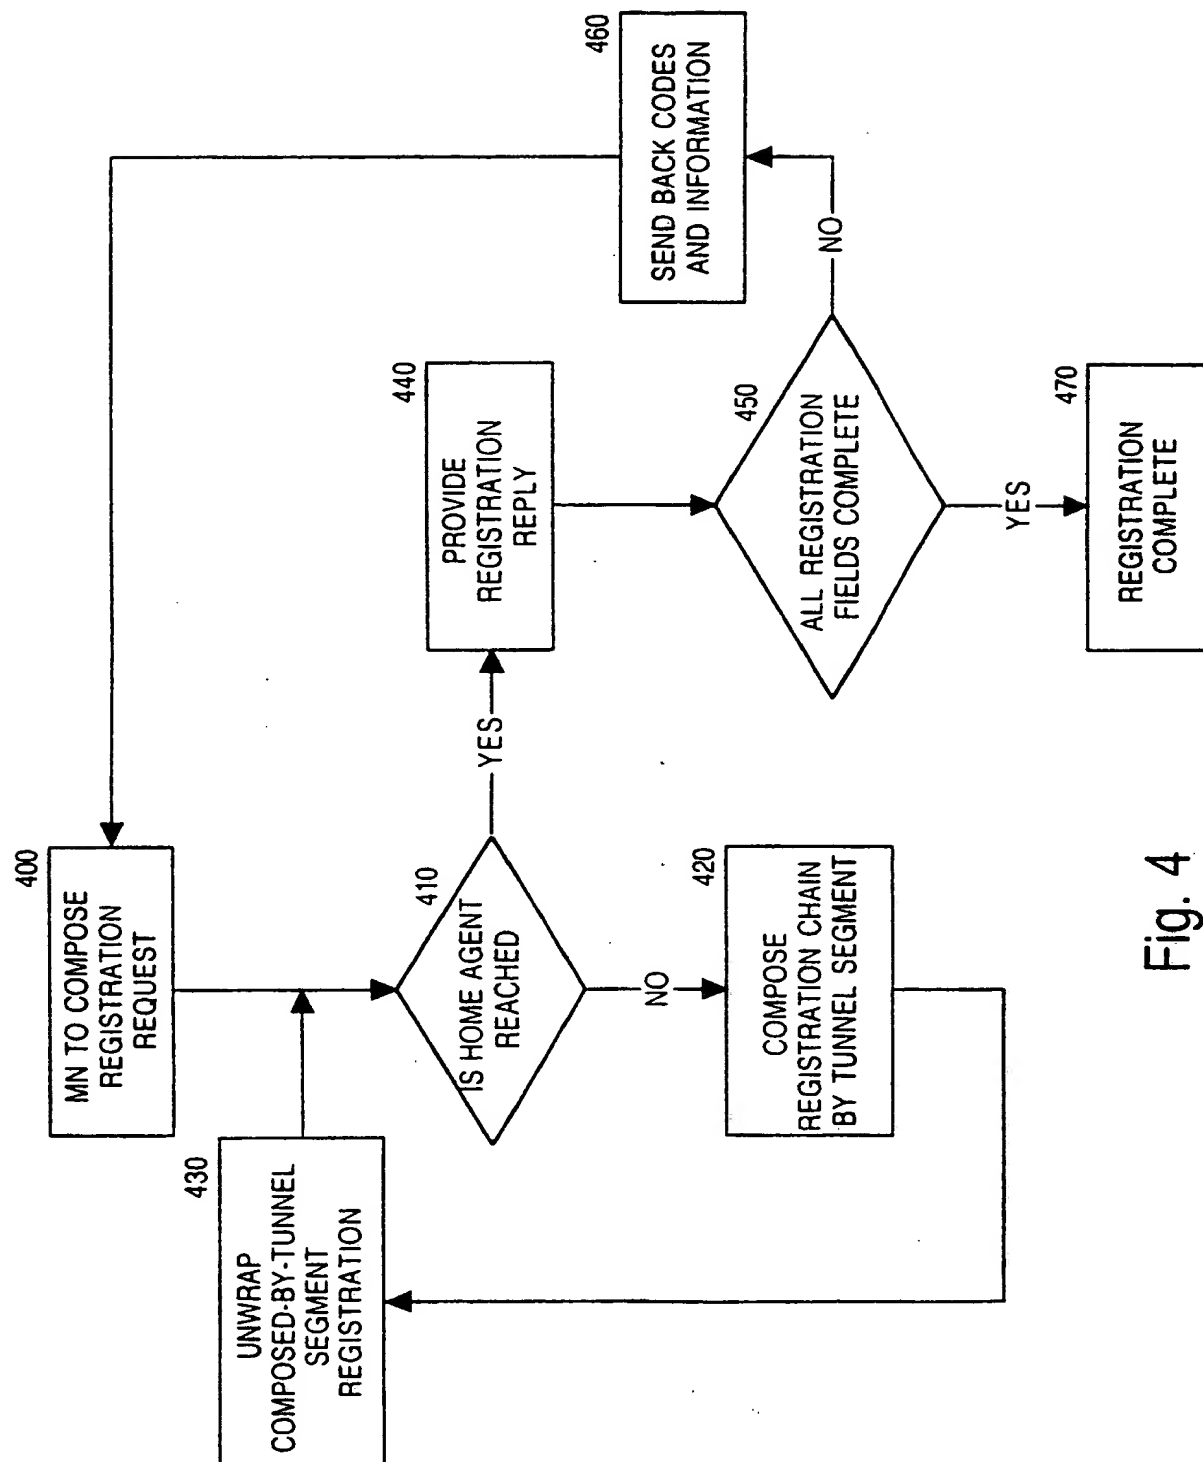 400
MN TO COMPOSE
REGISTRATION
REQUEST
430
UNWRAP
COMPOSED-BY-TUNNEL
SEGMENT
REGISTRATION
410
IS HOME AGENT
REACHED
NO
YES
420
COMPOSE
REGISTRATION CHAIN
BY TUNNEL SEGMENT
440
PROVIDE
REGISTRATION
REPLY
450
ALL REGISTRATION
FIELDS COMPLETE
NO
YES
460
SEND BACK CODES
AND INFORMATION
470
REGISTRATION
COMPLETE
Fig. 4